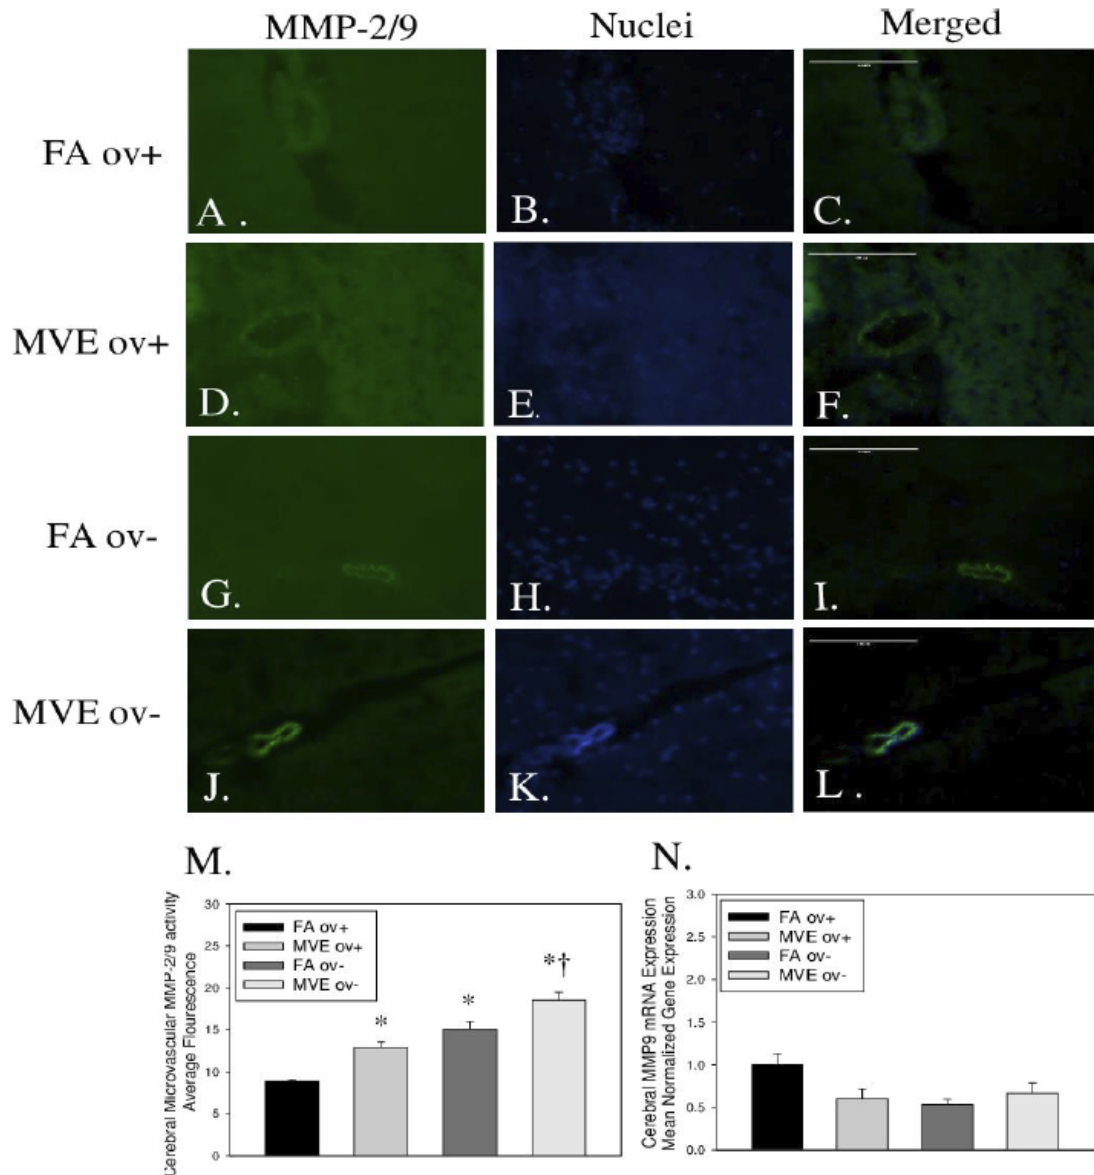 MMP-2/9 Nuclei Merged
FA ov+
A .
B.
C.
MVE ov+
D.
E.
F.
FA ov-
G.
H.
I.
MVE ov-
J.
K.
L .
M.
Cerebral Microvascular MMP-2/9 activity
Average Flourescence
30
25
20
15
10
5
0
FA ov+
MVE ov+
FA ov-
MVE ov-
*
*
*†
N.
Cerebral MMP9 mRNA Expression
Mean Normalized Gene Expression
3.0
2.5
2.0
1.5
1.0
0.5
0.0
FA ov+
MVE ov+
FA ov-
MVE ov-